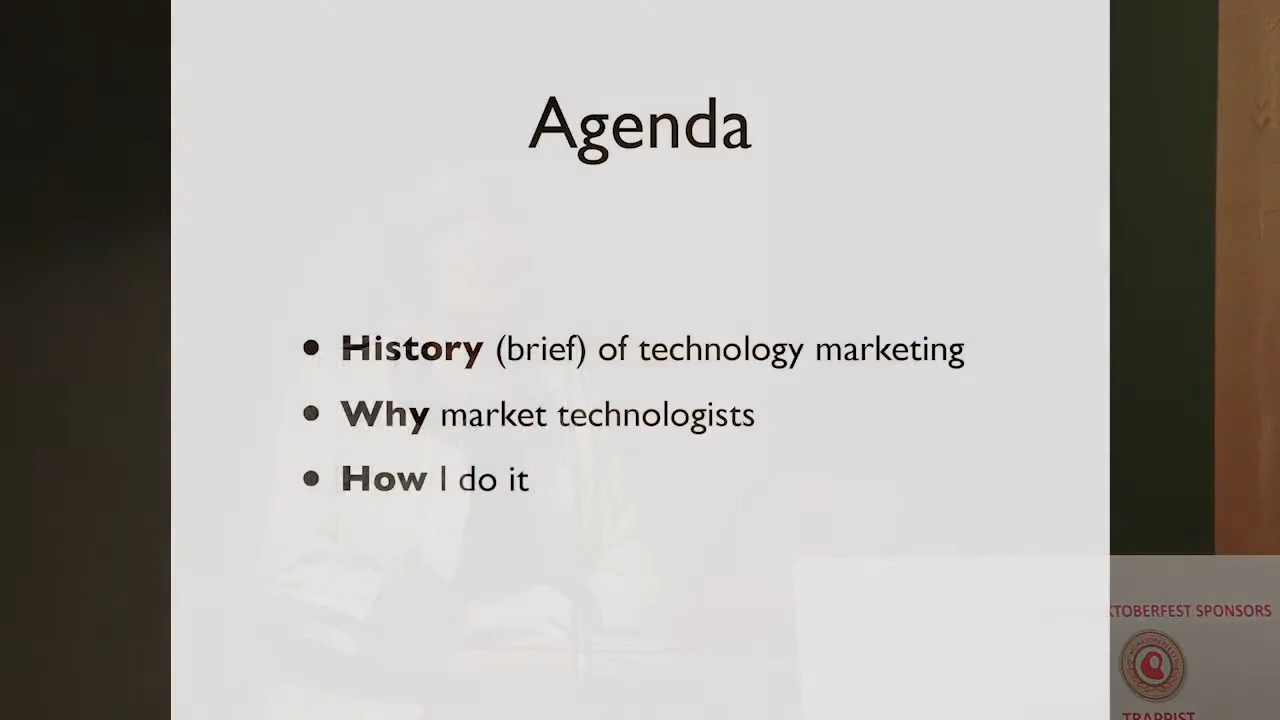 Agenda
• History (brief) of technology marketing
• Why market technologists
• How I do it
KTOBERFEST SPONSORS
TRAPPIST